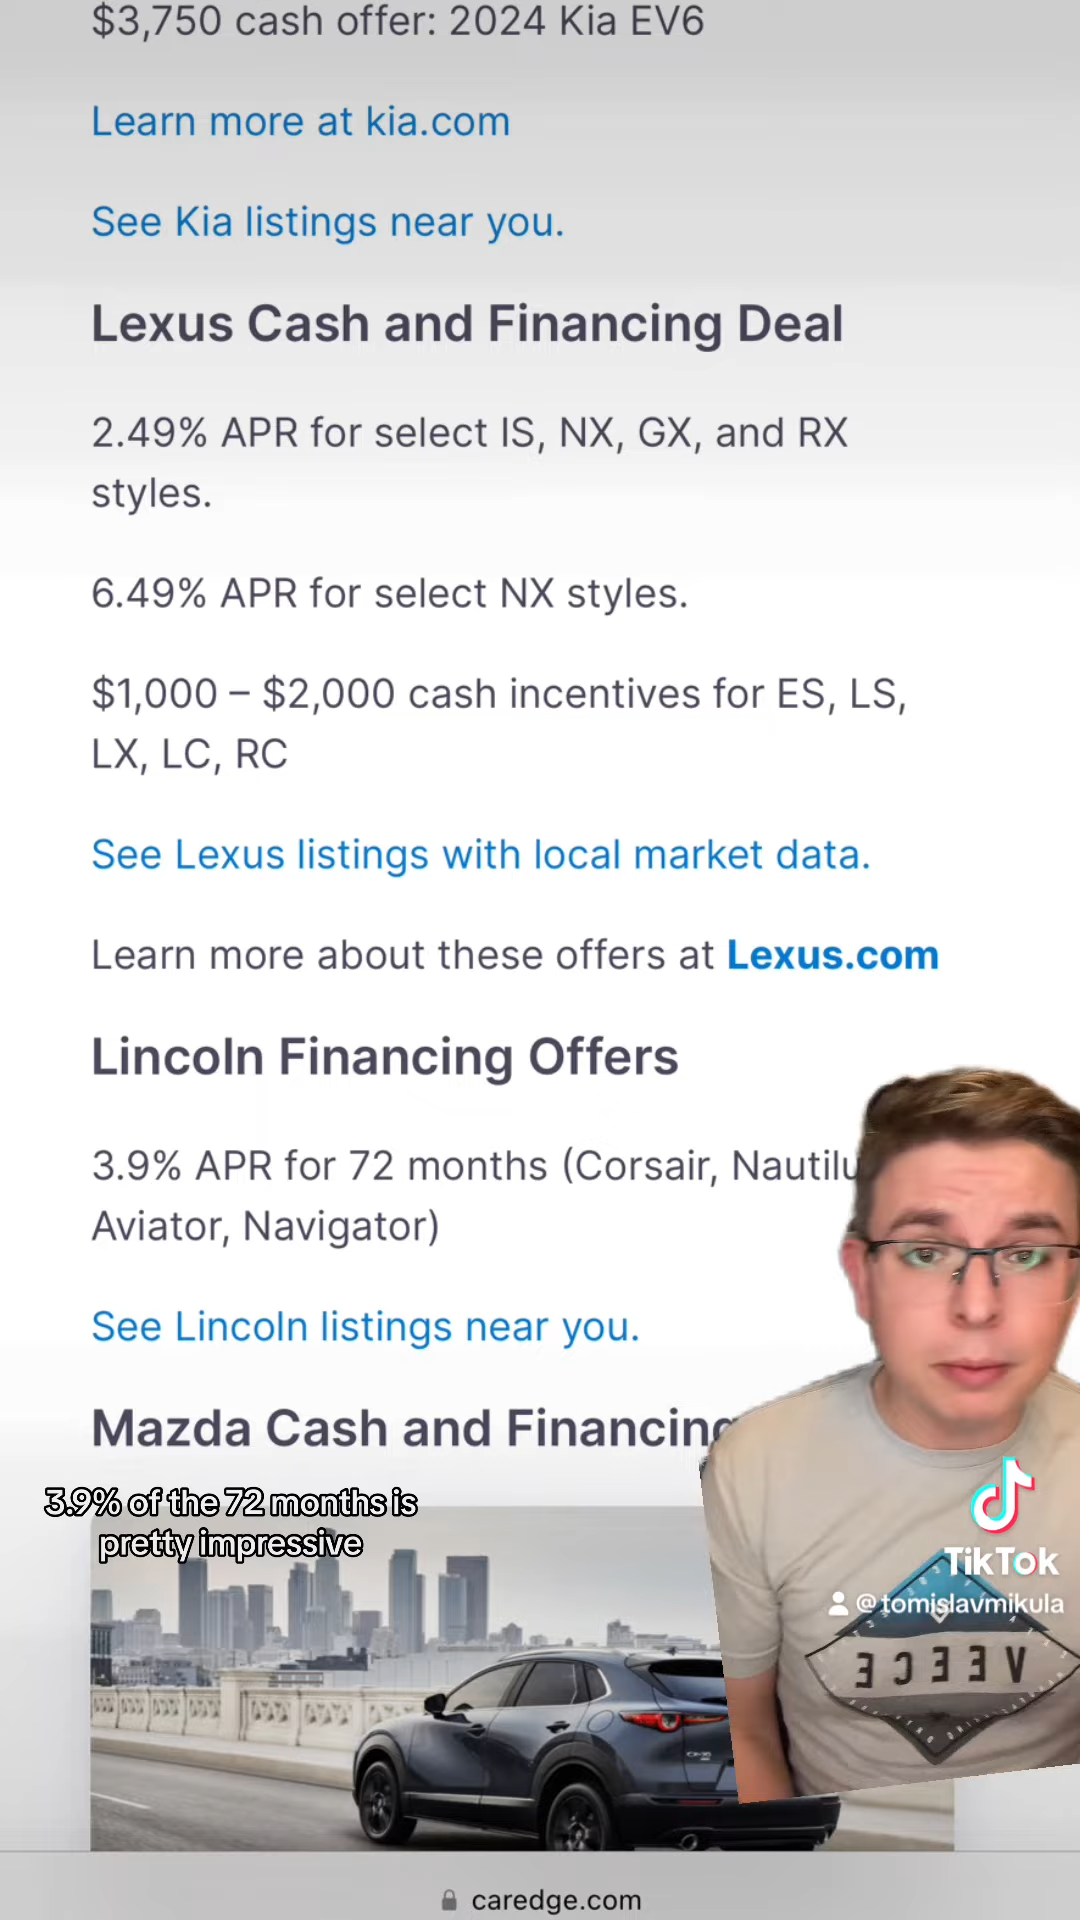 $3,750 cash offer: 2024 Kia EV6
Learn more at kia.com
See Kia listings near you.
Lexus Cash and Financing Deal
2.49% APR for select IS, NX, GX, and RX
styles.
6.49% APR for select NX styles.
$1,000 – $2,000 cash incentives for ES, LS,
LX, LC, RC
See Lexus listings with local market data.
Learn more about these offers at Lexus.com
Lincoln Financing Offers
3.9% APR for 72 months (Corsair, Nautilu
Aviator, Navigator)
See Lincoln listings near you.
Mazda Cash and Financing
3.9% of the 72 months is
pretty impressive
TikTok
@tomislavmikula
VEECE
caredge.com